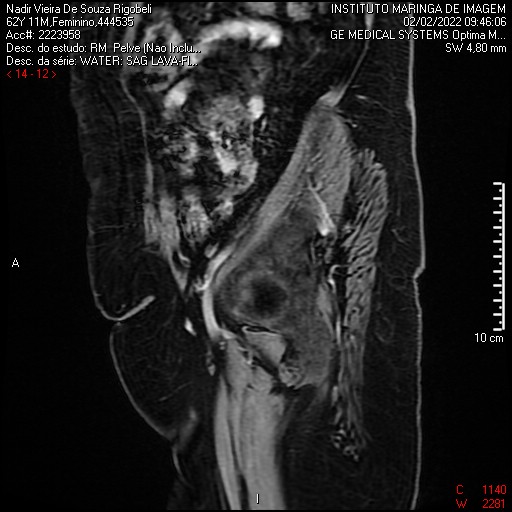 Nadir Vieira De Souza Rigobeli
62Y 11M,Feminino,444535
Acc#: 2223958
Desc. do estudo: RM Pelve (Nao Inclu...
Desc. da série: WATER: SAG LAVA-Fl...
< 14 - 12 >
INSTITUTO MARINGA DE IMAGEM
02/02/2022 09:46:06
GE MEDICAL SYSTEMS Optima M...
SW 4,80 mm
A
10 cm
I
C 1140
W 2281